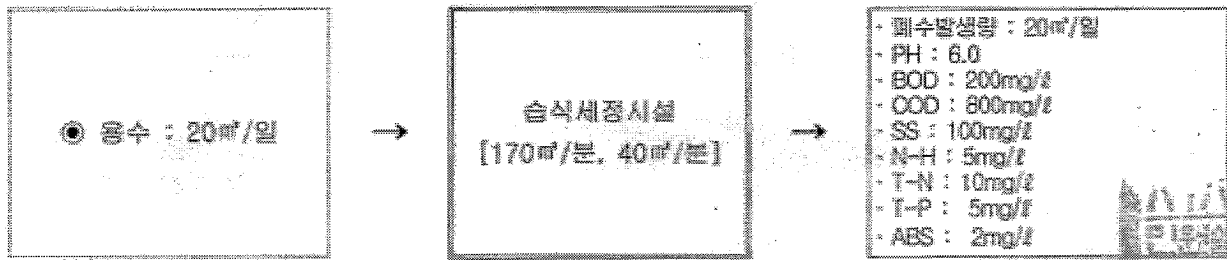 ◉ 용수 : 20㎥/일
→
습식세정시설
[170㎥/분, 40㎥/분]
→
- 폐수발생량 : 20㎥/일
- PH : 6.0
- BOD : 200mg/ℓ
- COD : 800mg/ℓ
- SS : 100mg/ℓ
- N-H : 5mg/ℓ
- T-N : 10mg/ℓ
- T-P : 5mg/ℓ
- ABS : 2mg/ℓ